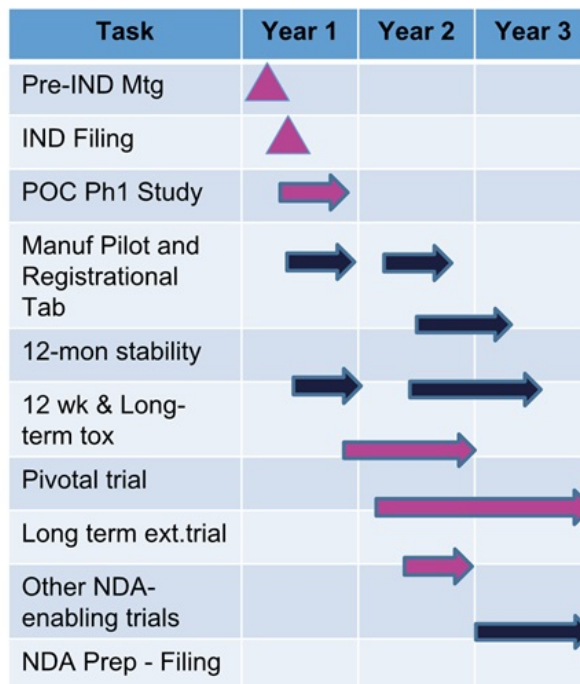 Task Year 1 Year 2 Year 3
Pre-IND Mtg
IND Filing
POC Ph1 Study
Manuf Pilot and
Registrational
Tab
12-mon stability
12 wk & Long-
term tox
Pivotal trial
Long term ext.trial
Other NDA-
enabling trials
NDA Prep - Filing